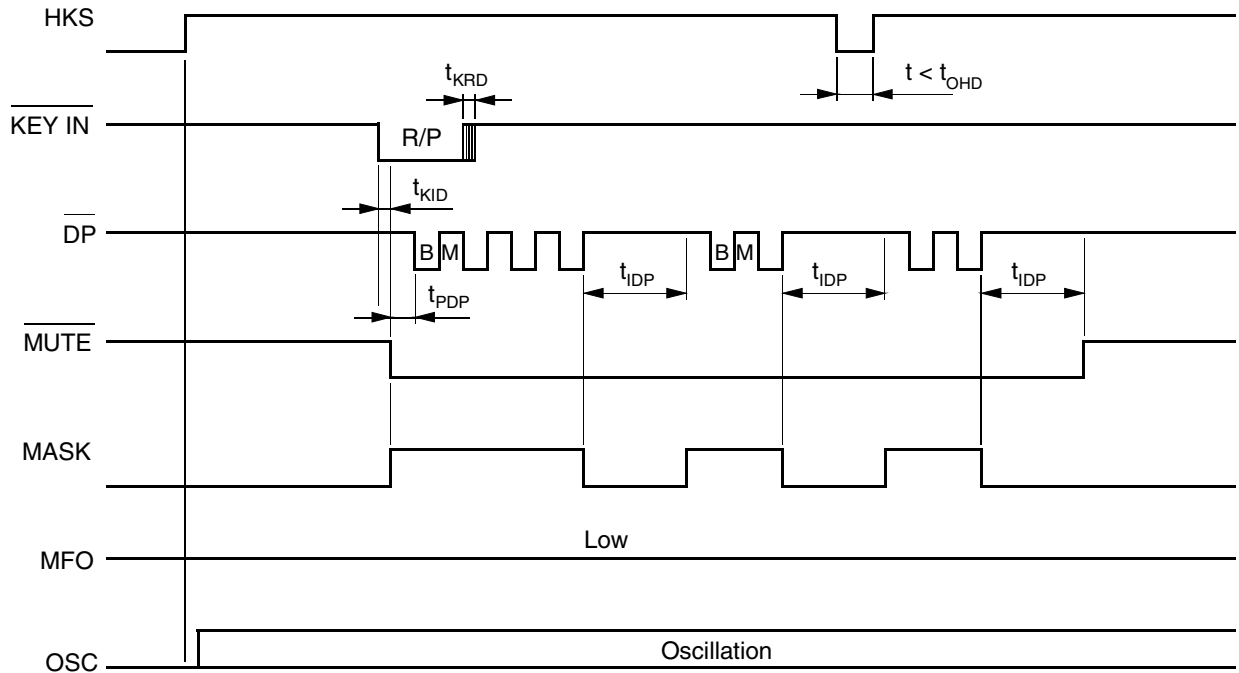 HKS
t_KRD
t < t_OHD
KEY IN
R/P
t_KID
DP
B M
B M
t_IDP
t_IDP
t_IDP
t_PDP
MUTE
MASK
Low
MFO
Oscillation
OSC